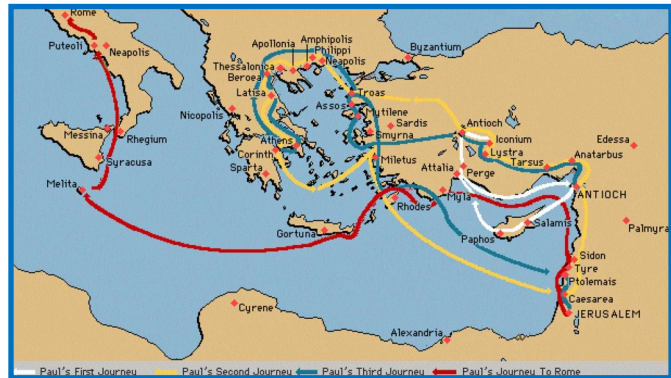 Rome
Puteoli
Neapolis
Messina
Rhegium
Syracusa
Melita
Amphipolis
Apollonia
Philippi
Thessalonica
Neapolis
Beroea
Latisa
Nicopolis
Athens
Corinth
Sparta
Gortuna
Cyrene
Alexandria
Byzantium
Troas
Assos
Mytilene
Sardis
Smyrna
Miletus
Rhodes
Antioch
Iconium
Lystra
Tarsus
Anatarbus
Edessa
Attalia
Perge
Myla
ANTIOCH
Paphos
Salamis
Palmyra
Sidon
Tyre
Ptolemais
Caesarea
JERUSALEM
Paul's First Journey Paul's Second Journey Paul's Third Journey Paul's Journey To Rome